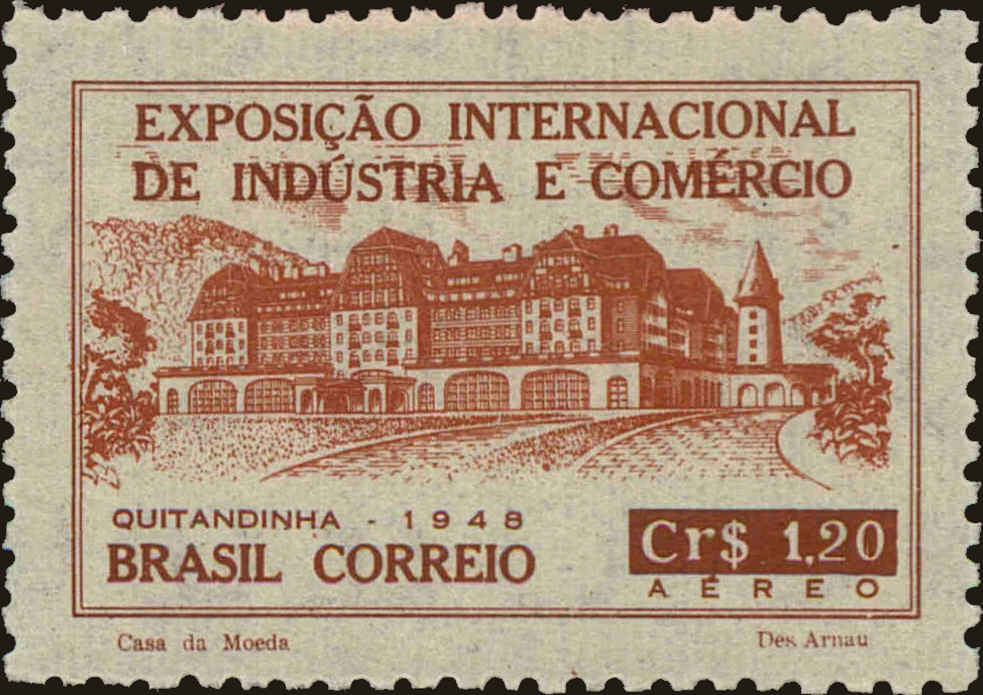 EXPOSIÇÃO INTERNACIONAL
DE INDÚSTRIA E COMÉRCIO
QUITANDINHA - 1948
BRASIL CORREIO
Cr$ 1,20
AÉREO
Casa da Moeda
Des. Arnau